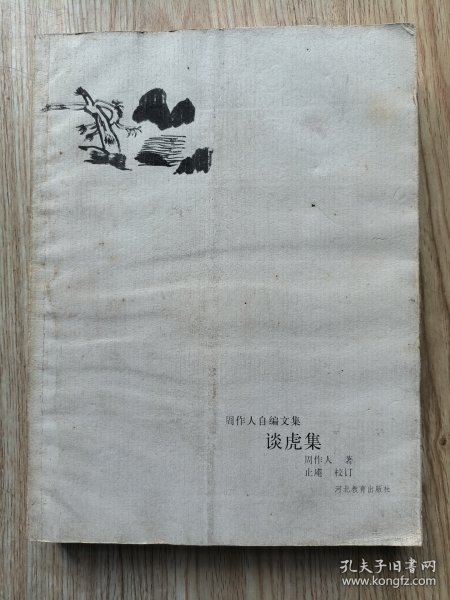 周作人自编文集
谈虎集
周作人 著
止庵 校订
河北教育出版社
孔夫子旧书网
www.kongfz.com